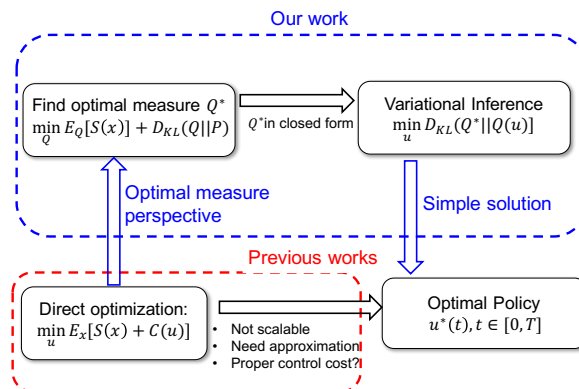 Our work
Find optimal measure Q*
min_Q E_Q[S(x)] + D_KL(Q||P)
Q* in closed form
Variational Inference
min_u D_KL(Q*||Q(u)]
Optimal measure
perspective
Simple solution
Previous works
Direct optimization:
min_u E_x[S(x) + C(u)]
• Not scalable
• Need approximation
• Proper control cost?
Optimal Policy
u*(t), t ∈ [0, T]